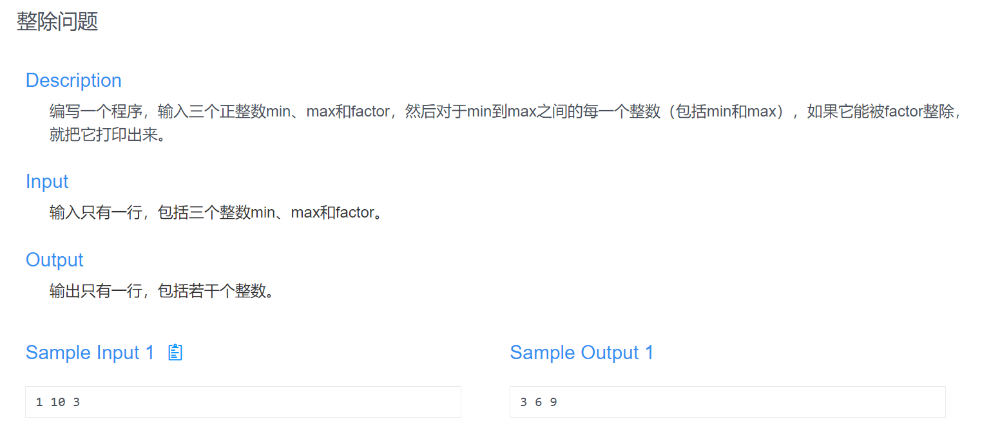 整除问题
Description
编写一个程序，输入三个正整数min、max和factor，然后对于min到max之间的每一个整数（包括min和max），如果它能被factor整除，
就把它打印出来。
Input
输入只有一行，包括三个整数min、max和factor。
Output
输出只有一行，包括若干个整数。
Sample Input 1
Sample Output 1
1 10 3
3 6 9